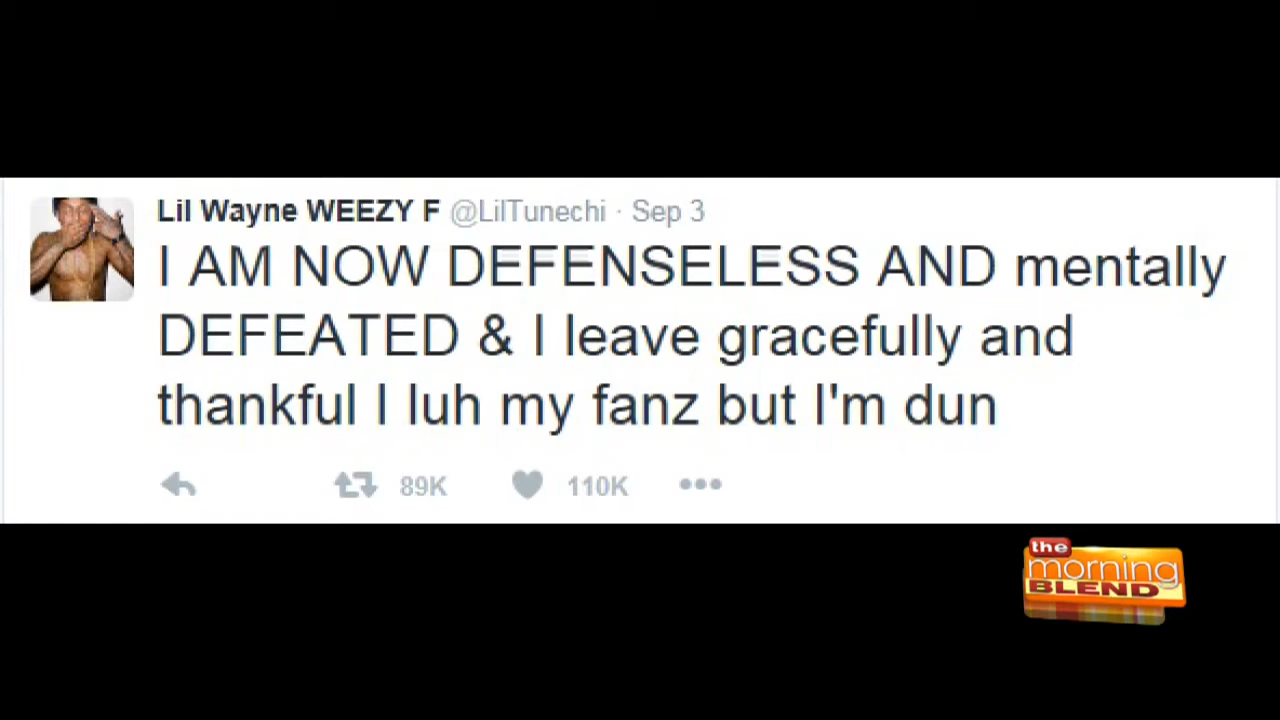 Lil Wayne WEEZY F @LilTunechi · Sep 3
I AM NOW DEFENSELESS AND mentally
DEFEATED & I leave gracefully and
thankful I luh my fanz but I'm dun
89K 110K
the
morning
BLEND